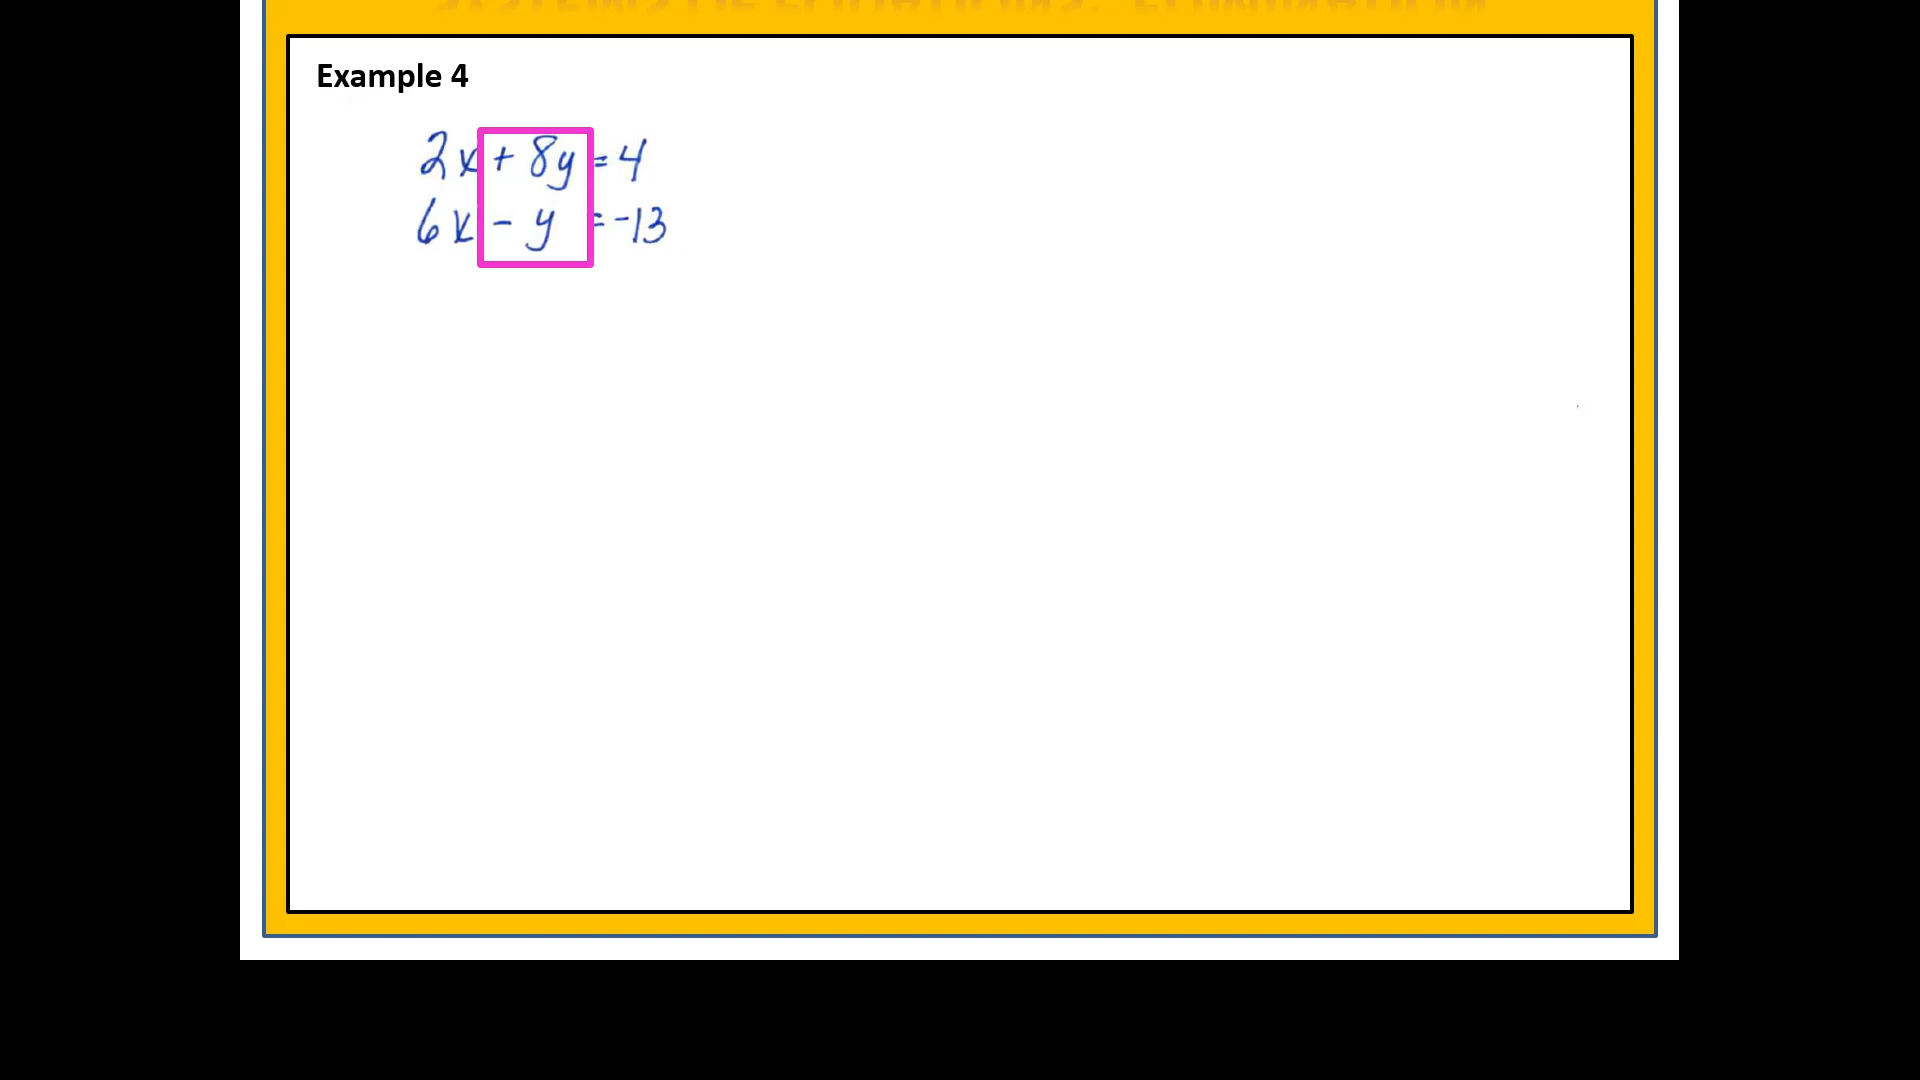 Example 4
2x + 8y = 4
6x - y = -13